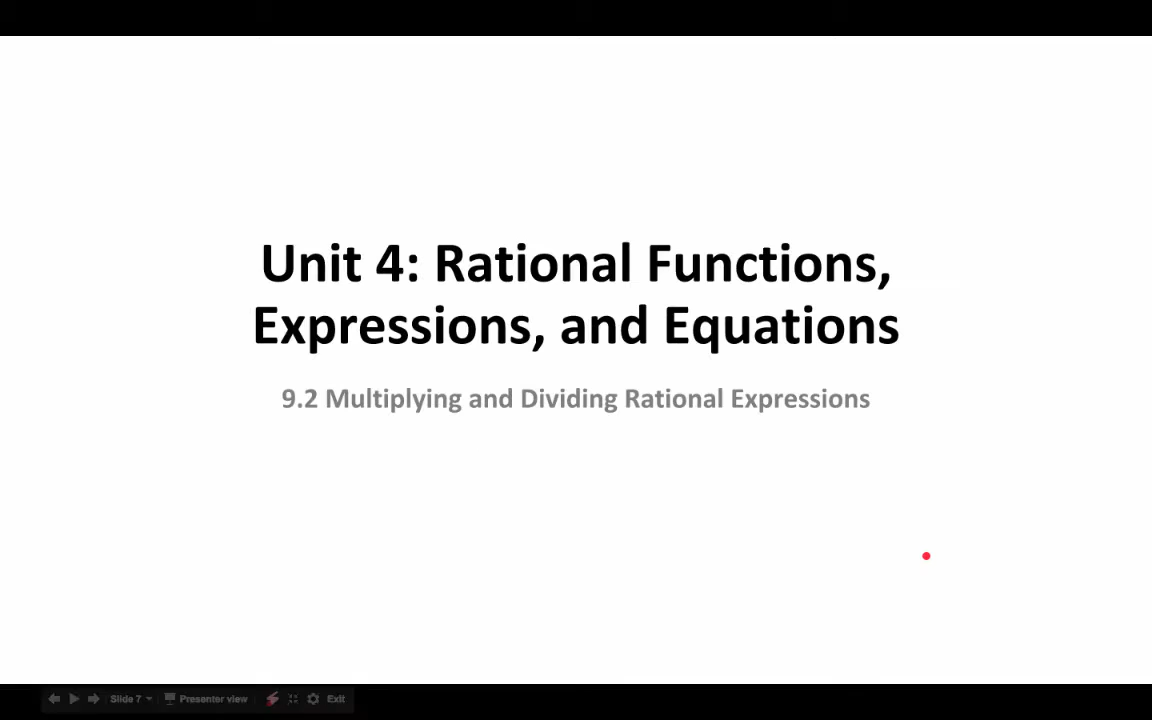 Unit 4: Rational Functions,
Expressions, and Equations
9.2 Multiplying and Dividing Rational Expressions
Slide 7 Presenter view Exit